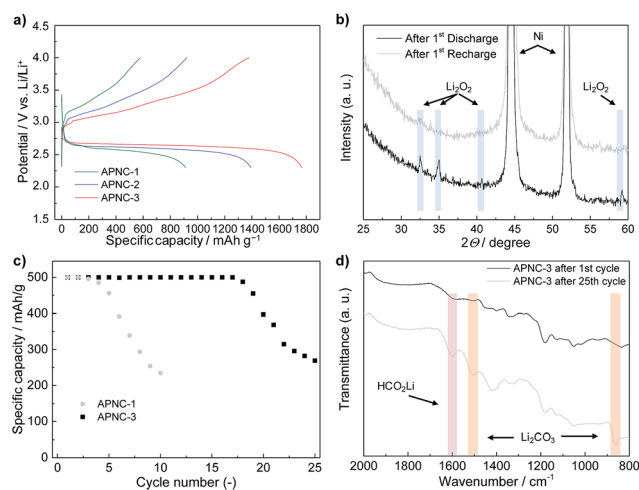 a)
Potential / V vs. Li/Li⁺
4.5
4.0
3.5
3.0
2.5
2.0
1.5
APNC-1
APNC-2
APNC-3
0 200 400 600 800 1000 1200 1400 1600 1800
Specific capacity / mAh g⁻¹
b)
Intensity (a. u.)
After 1st Discharge
After 1st Recharge
Ni
Li₂O₂
Li₂O₂
25 30 35 40 45 50 55 60
2Θ / degree
c)
Specific capacity / mAh/g
500
400
300
200
100
0
APNC-1
APNC-3
0 5 10 15 20 25
Cycle number (-)
d)
Transmittance (a. u.)
APNC-3 after 1st cycle
APNC-3 after 25th cycle
HCO₂Li
Li₂CO₃
2000 1800 1600 1400 1200 1000 800
Wavenumber / cm⁻¹